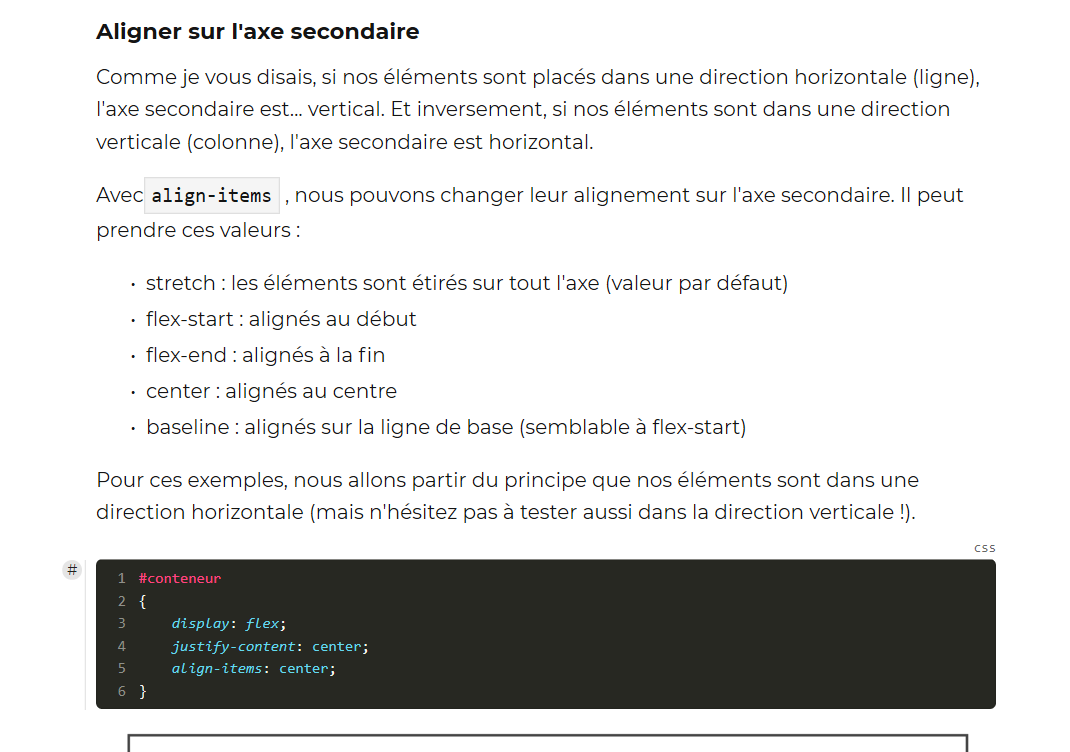 Aligner sur l'axe secondaire
Comme je vous disais, si nos éléments sont placés dans une direction horizontale (ligne),
l'axe secondaire est... vertical. Et inversement, si nos éléments sont dans une direction
verticale (colonne), l'axe secondaire est horizontal.
Avec align-items , nous pouvons changer leur alignement sur l'axe secondaire. Il peut
prendre ces valeurs :
• stretch : les éléments sont étirés sur tout l'axe (valeur par défaut)
• flex-start : alignés au début
• flex-end : alignés à la fin
• center : alignés au centre
• baseline : alignés sur la ligne de base (semblable à flex-start)
Pour ces exemples, nous allons partir du principe que nos éléments sont dans une
direction horizontale (mais n'hésitez pas à tester aussi dans la direction verticale !).
css
#
1 #conteneur
2 {
3     display: flex;
4     justify-content: center;
5     align-items: center;
6 }